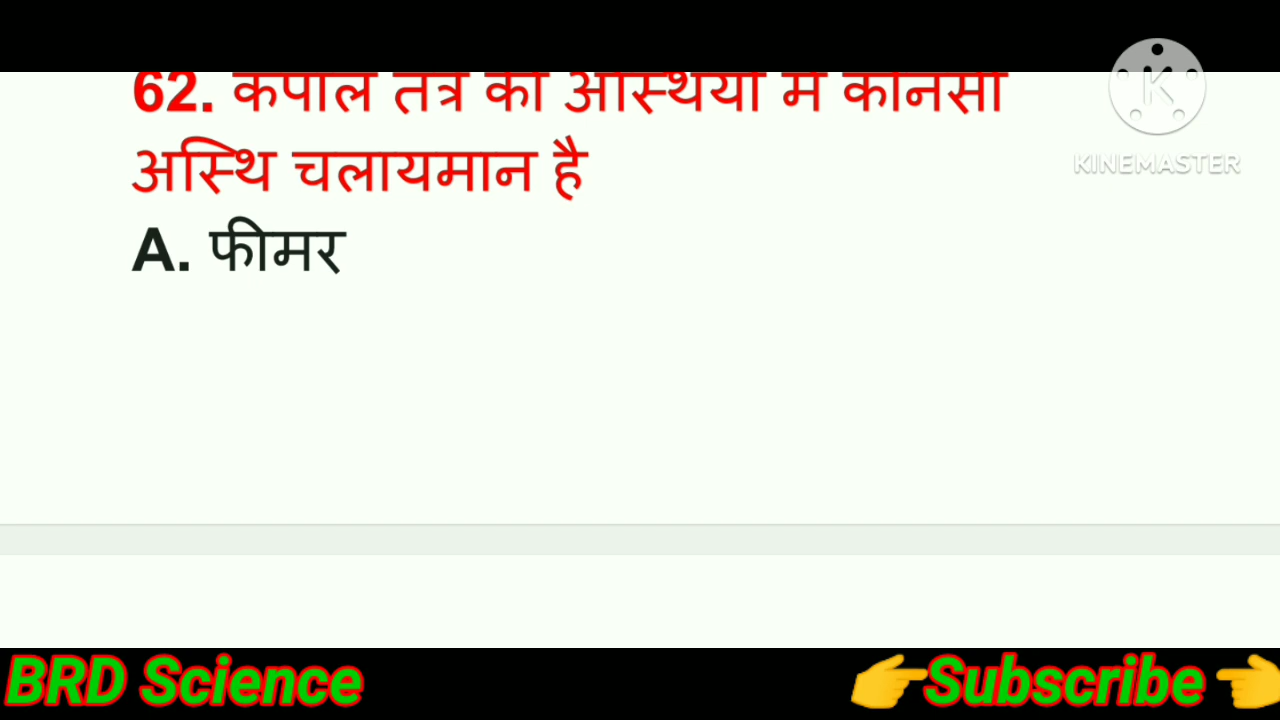 62. कपाल तंत्र की अस्थियों में कौनसी
अस्थि चलायमान है
A. फीमर
KINEMASTER
BRD Science
👉Subscribe👈